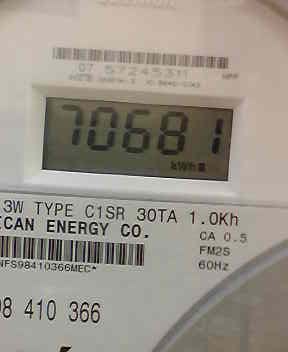 07 57245311
70681
kWh
3W TYPE C1SR 30TA 1.0Kh
ECAN ENERGY CO.
CA 0.5
FM2S
60Hz
NFS98410366MEC*
98 410 366